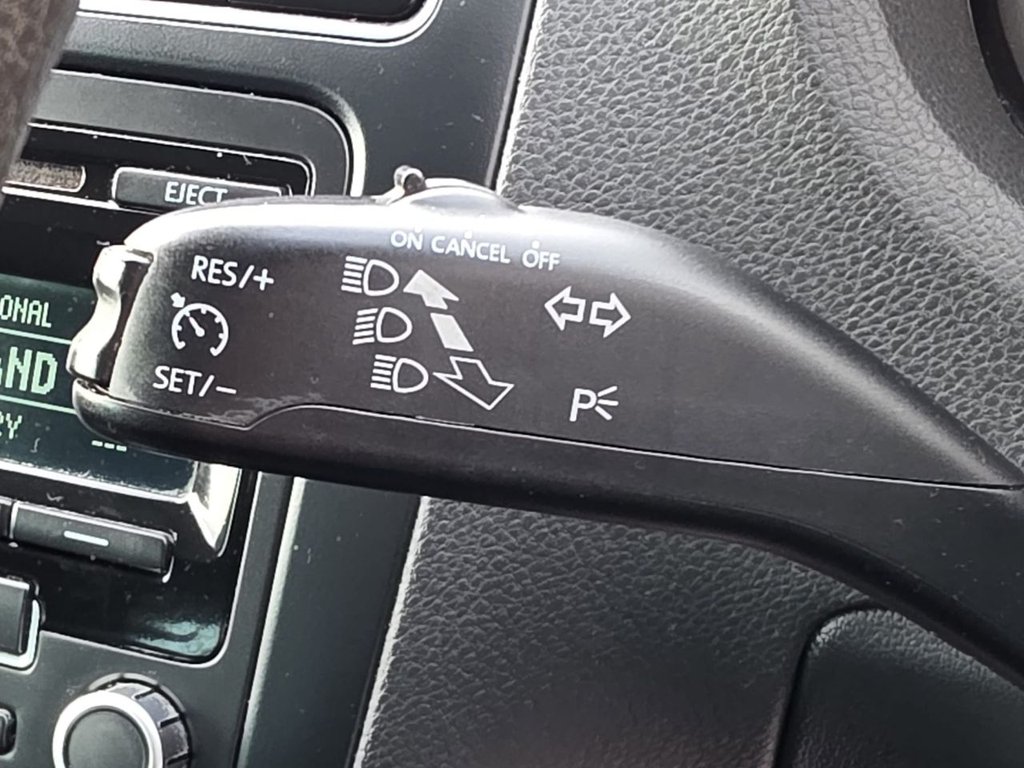 EJECT
ON CANCEL OFF
RES/+
SET/−
P
ONAL
ND
---